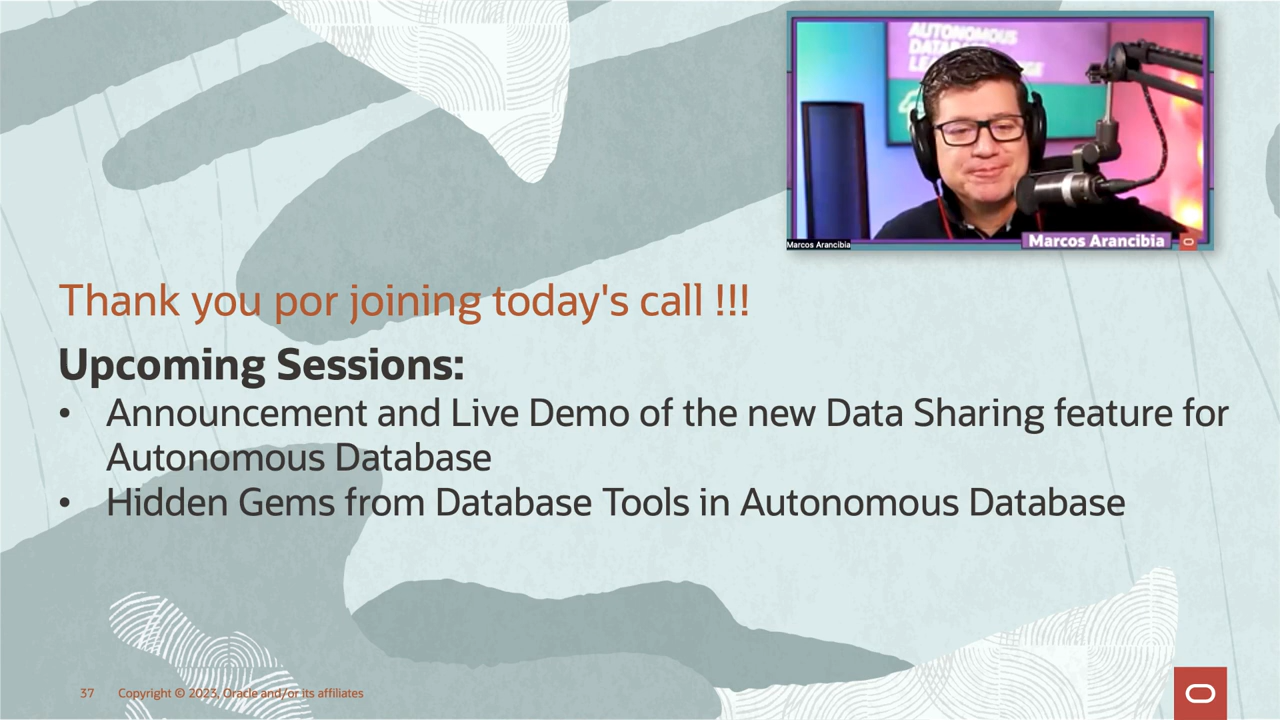 AUTONOMOUS
Marcos Arancibia
Marcos Arancibia
Thank you por joining today's call !!!
Upcoming Sessions:
• Announcement and Live Demo of the new Data Sharing feature for
Autonomous Database
• Hidden Gems from Database Tools in Autonomous Database
37 Copyright © 2023, Oracle and/or its affiliates